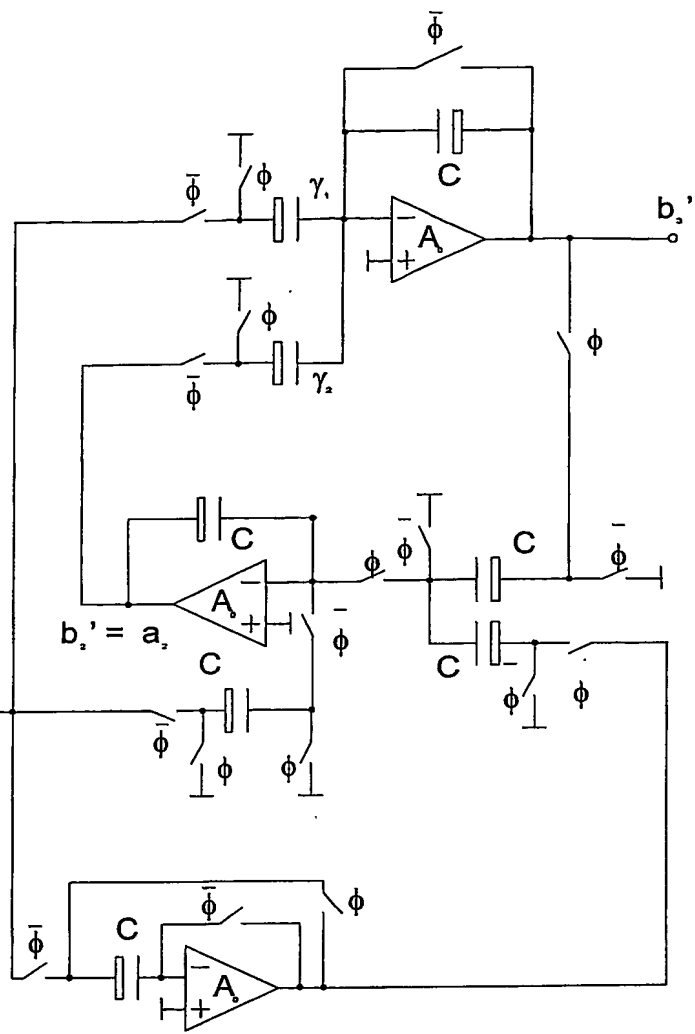 ϕ̄
C
ϕ̄ ϕ γ₁
− b₃'
A₀
+
ϕ
ϕ̄ γ₂ ϕ
C ϕ ϕ̄ C ϕ̄
−
A₀
+
b₂' = a₂ ϕ̄
C C
ϕ̄ ϕ ϕ ϕ̄ ϕ
ϕ̄ C ϕ̄ ϕ
−
A₀
+